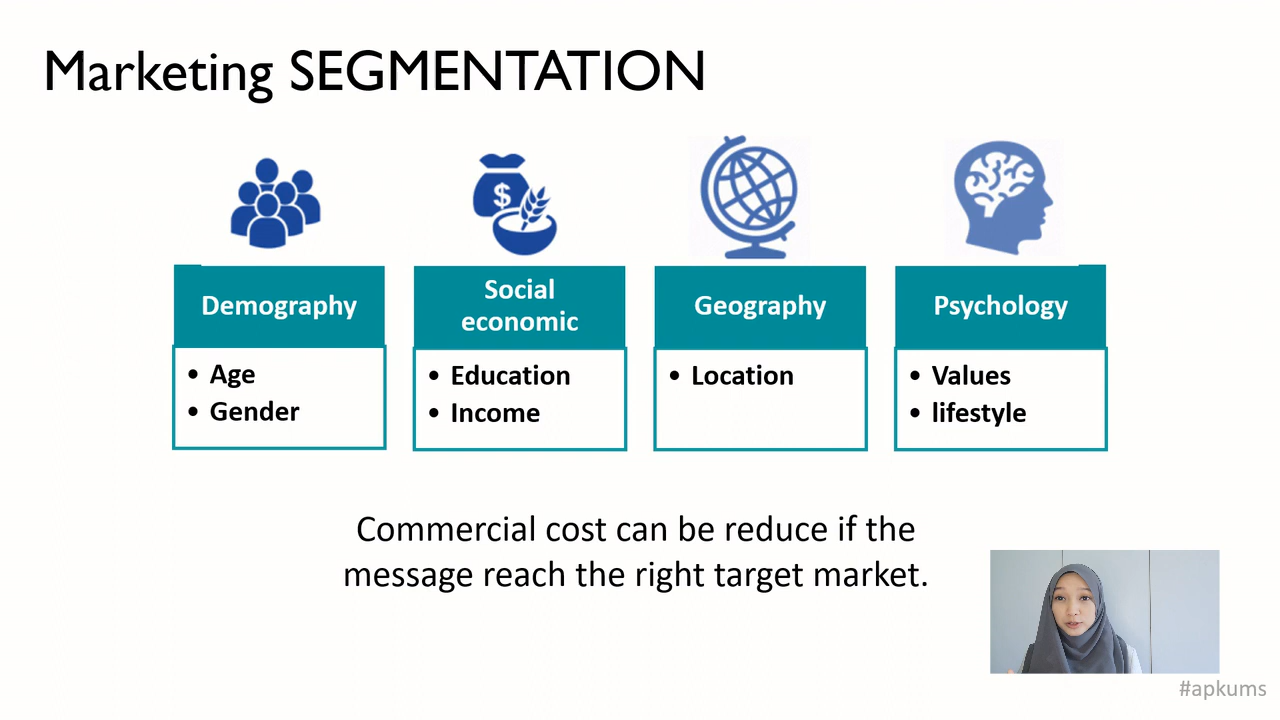 Marketing SEGMENTATION
$
Demography
Age
Gender
Social
economic
Education
Income
Geography
Location
Psychology
Values
lifestyle
Commercial cost can be reduce if the
message reach the right target market.
#apkums